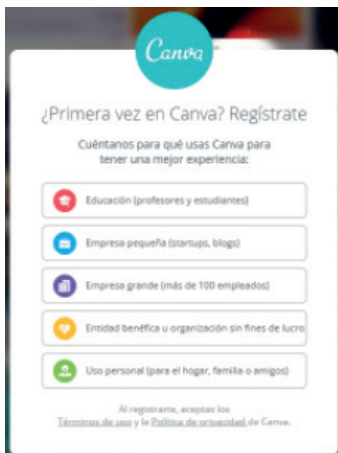 Canva
¿Primera vez en Canva? Regístrate
Cuéntanos para qué usas Canva para
tener una mejor experiencia:
Educación (profesores y estudiantes)
Empresa pequeña (startups, blogs)
Empresa grande (más de 100 empleados)
Entidad benéfica u organización sin fines de lucro
Uso personal (para el hogar, familia o amigos)
Al registrarte, aceptas los
Términos de uso y la Política de privacidad de Canva.